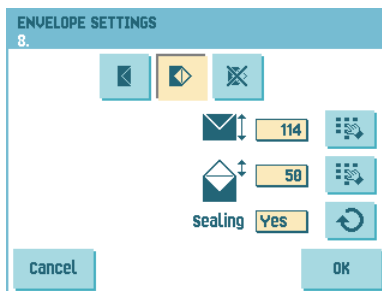 ENVELOPE SETTINGS
8.
114
50
Sealing Yes
Cancel OK